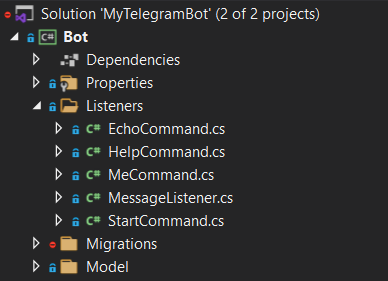 Solution 'MyTelegramBot' (2 of 2 projects)
C# Bot
Dependencies
Properties
Listeners
C# EchoCommand.cs
C# HelpCommand.cs
C# MeCommand.cs
C# MessageListener.cs
C# StartCommand.cs
Migrations
Model